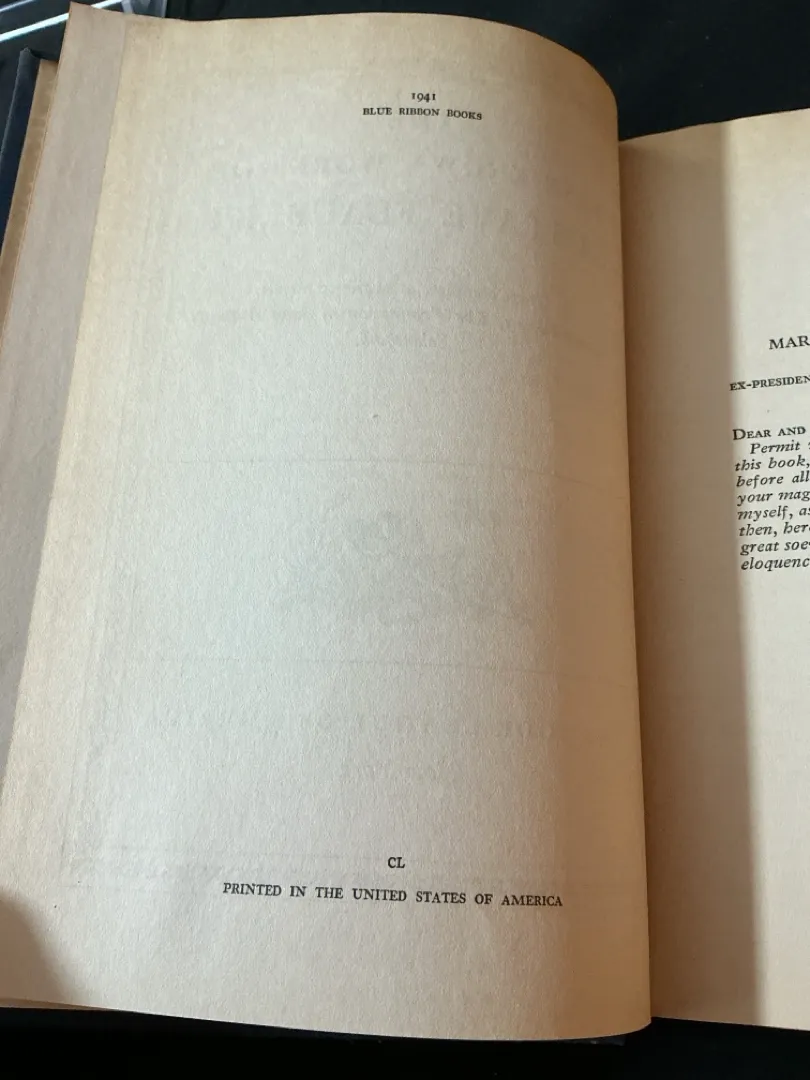 1941
BLUE RIBBON BOOKS
CL
PRINTED IN THE UNITED STATES OF AMERICA
MAR
EX-PRESIDEN
DEAR AND
Permit
this book,
before all
your mag
myself, as
then, her
great soe
eloquenc